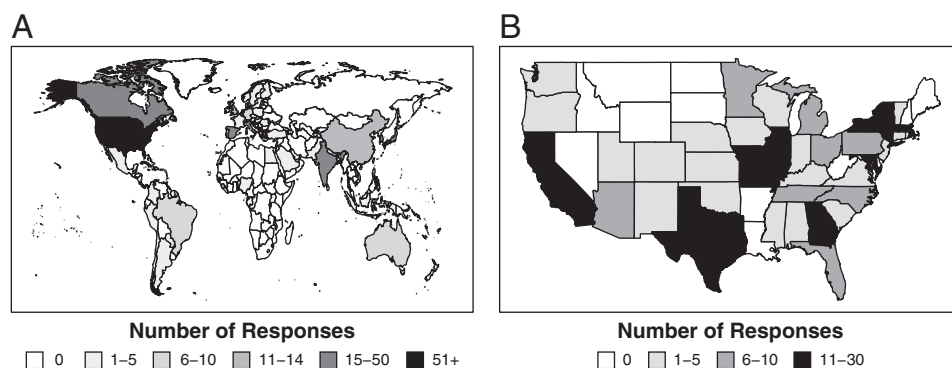 A
B
Number of Responses
0 1–5 6–10 11–14 15–50 51+
Number of Responses
0 1–5 6–10 11–30